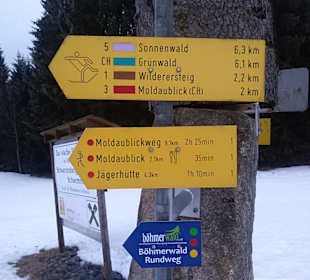 5 Sonnenwald 6,3 km
CH Grünwald 6,1 km
1 Wilderersteig 2,2 km
3 Moldaublick (CH) 2 km
Moldaublickweg 9.1km 2h 25min 1
Moldaublick 2.3km 35min 1
Jägerhütte 4.3km 1h 10min 1
böhmerwald
Böhmerwald
Rundweg